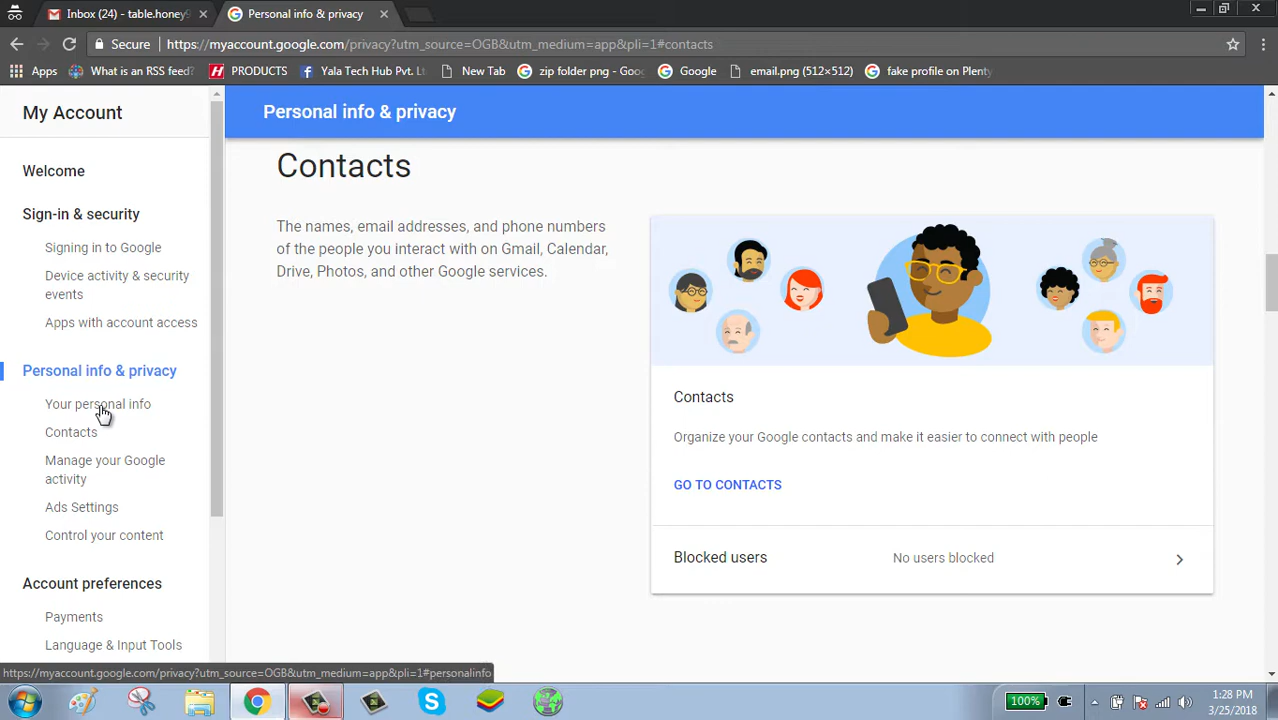 Inbox (24) - table.honey9
Personal info & privacy
Secure
https://myaccount.google.com/privacy?utm_source=OGB&utm_medium=app&pli=1#contacts
Apps
What is an RSS feed?
H PRODUCTS
Yala Tech Hub Pvt. L
New Tab
zip folder png - Goo
Google
email.png (512×512)
fake profile on Plenty
My Account
Personal info & privacy
Welcome
Sign-in & security
Signing in to Google
Device activity & security
events
Apps with account access
Personal info & privacy
Your personal info
Contacts
Manage your Google
activity
Ads Settings
Control your content
Account preferences
Payments
Language & Input Tools
Contacts
The names, email addresses, and phone numbers
of the people you interact with on Gmail, Calendar,
Drive, Photos, and other Google services.
Contacts
Organize your Google contacts and make it easier to connect with people
GO TO CONTACTS
Blocked users
No users blocked
https://myaccount.google.com/privacy?utm_source=OGB&utm_medium=app&pli=1#personalinfo
100%
1:28 PM
3/25/2018